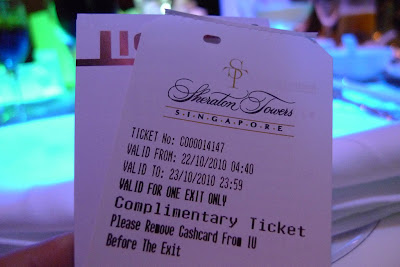 SP
Sheraton Towers
SINGAPORE
TICKET No: C000014147
VALID FROM: 22/10/2010 04:40
VALID TO: 23/10/2010 23:59
VALID FOR ONE EXIT ONLY
Complimentary Ticket
Please Remove Cashcard From IU
Before The Exit